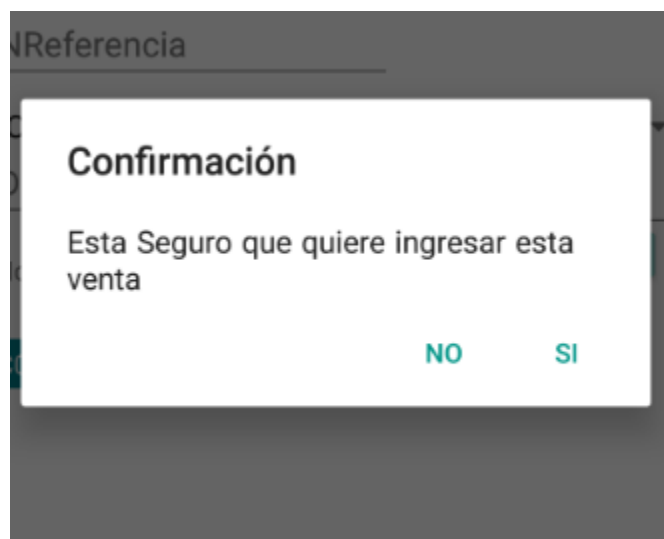 NReferencia
Confirmación
Esta Seguro que quiere ingresar esta
venta
NO SI